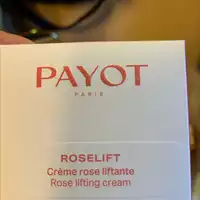 PAYOT
PARIS
ROSELIFT
Crème rose liftante
Rose lifting cream